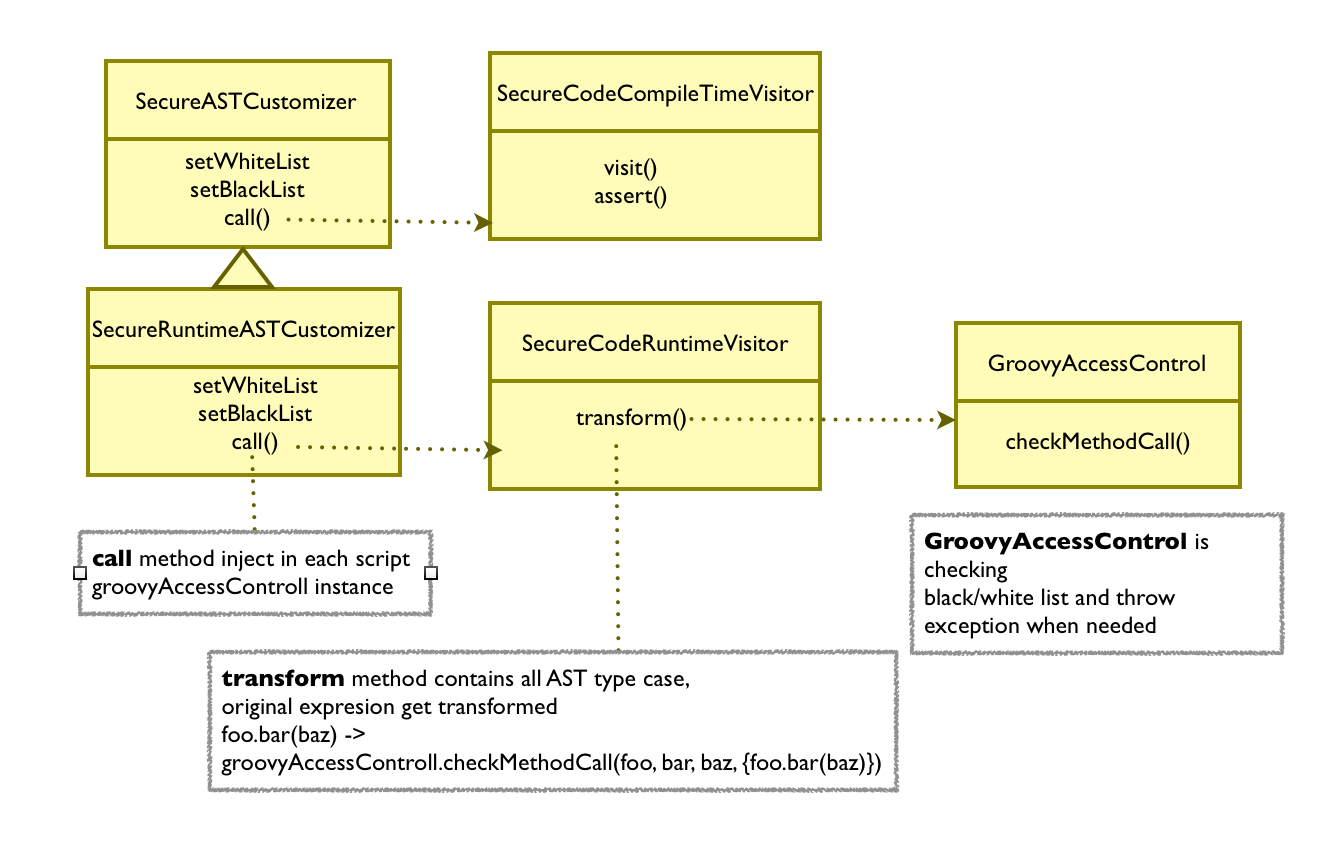 SecureASTCustomizer
setWhiteList
setBlackList
call()
SecureCodeCompileTimeVisitor
visit()
assert()
SecureRuntimeASTCustomizer
setWhiteList
setBlackList
call()
SecureCodeRuntimeVisitor
transform()
GroovyAccessControl
checkMethodCall()
call method inject in each script
groovyAccessControll instance
GroovyAccessControl is
checking
black/white list and throw
exception when needed
transform method contains all AST type case,
original expresion get transformed
foo.bar(baz) ->
groovyAccessControll.checkMethodCall(foo, bar, baz, {foo.bar(baz)})